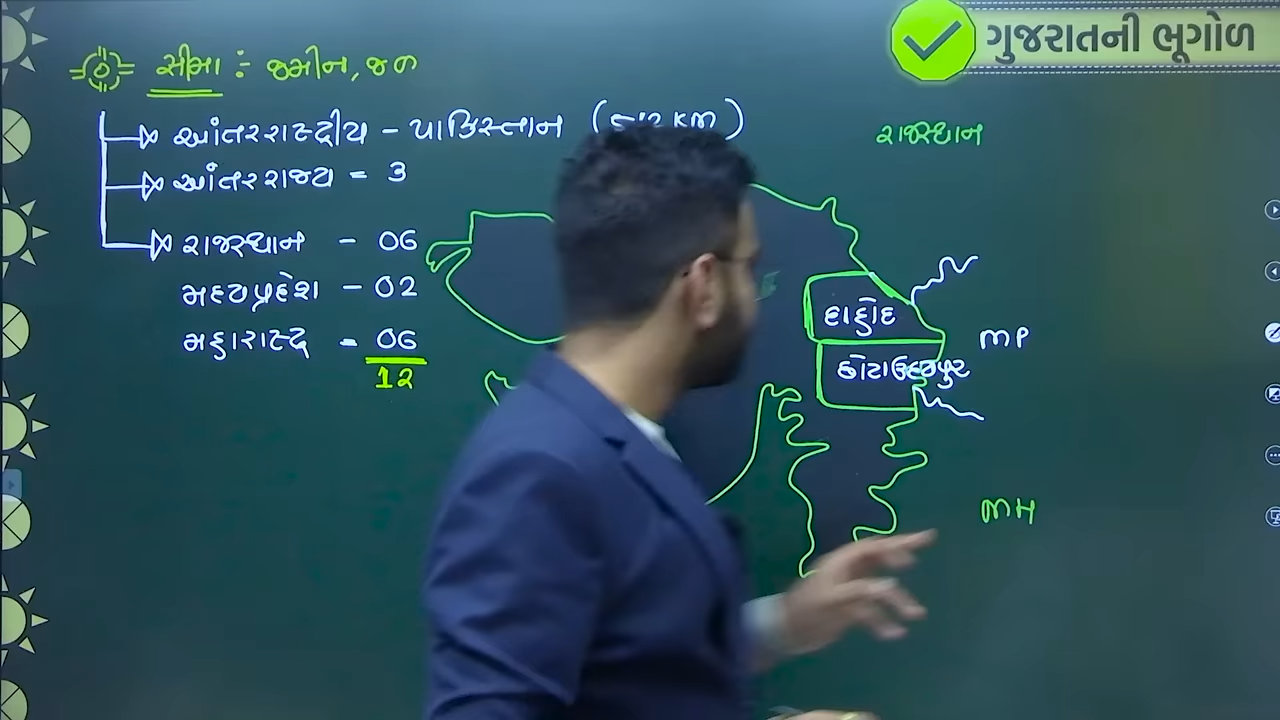 ગુજરાતની ભૂગોળ
સીમા : જમીન, જળ
આંતરરાષ્ટ્રીય - પાકિસ્તાન ( KM)
આંતરરાજ્ય = 3
રાજસ્થાન - 06
મધ્યપ્રદેશ - 02
મહારાષ્ટ્ર - 06
12
રાજસ્થાન
દાહોદ
MP
છોટાઉદેપુર
MH